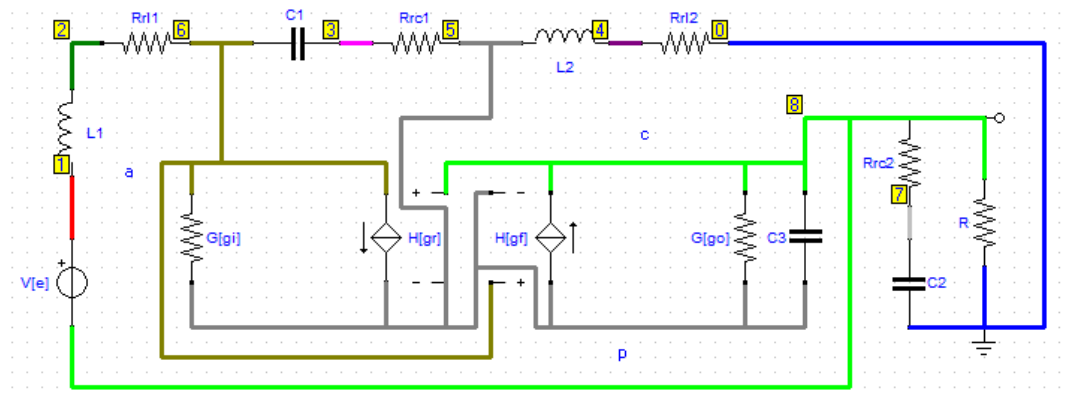 Rrl1 C1 Rrc1 Rrl2
2 6 3 5 4 0
L2
8
L1 c
1 a Rrc2
+ - - 7
G[gi] H[gr] H[gf] G[go] C3 R
+
V[e] - - + C2
p